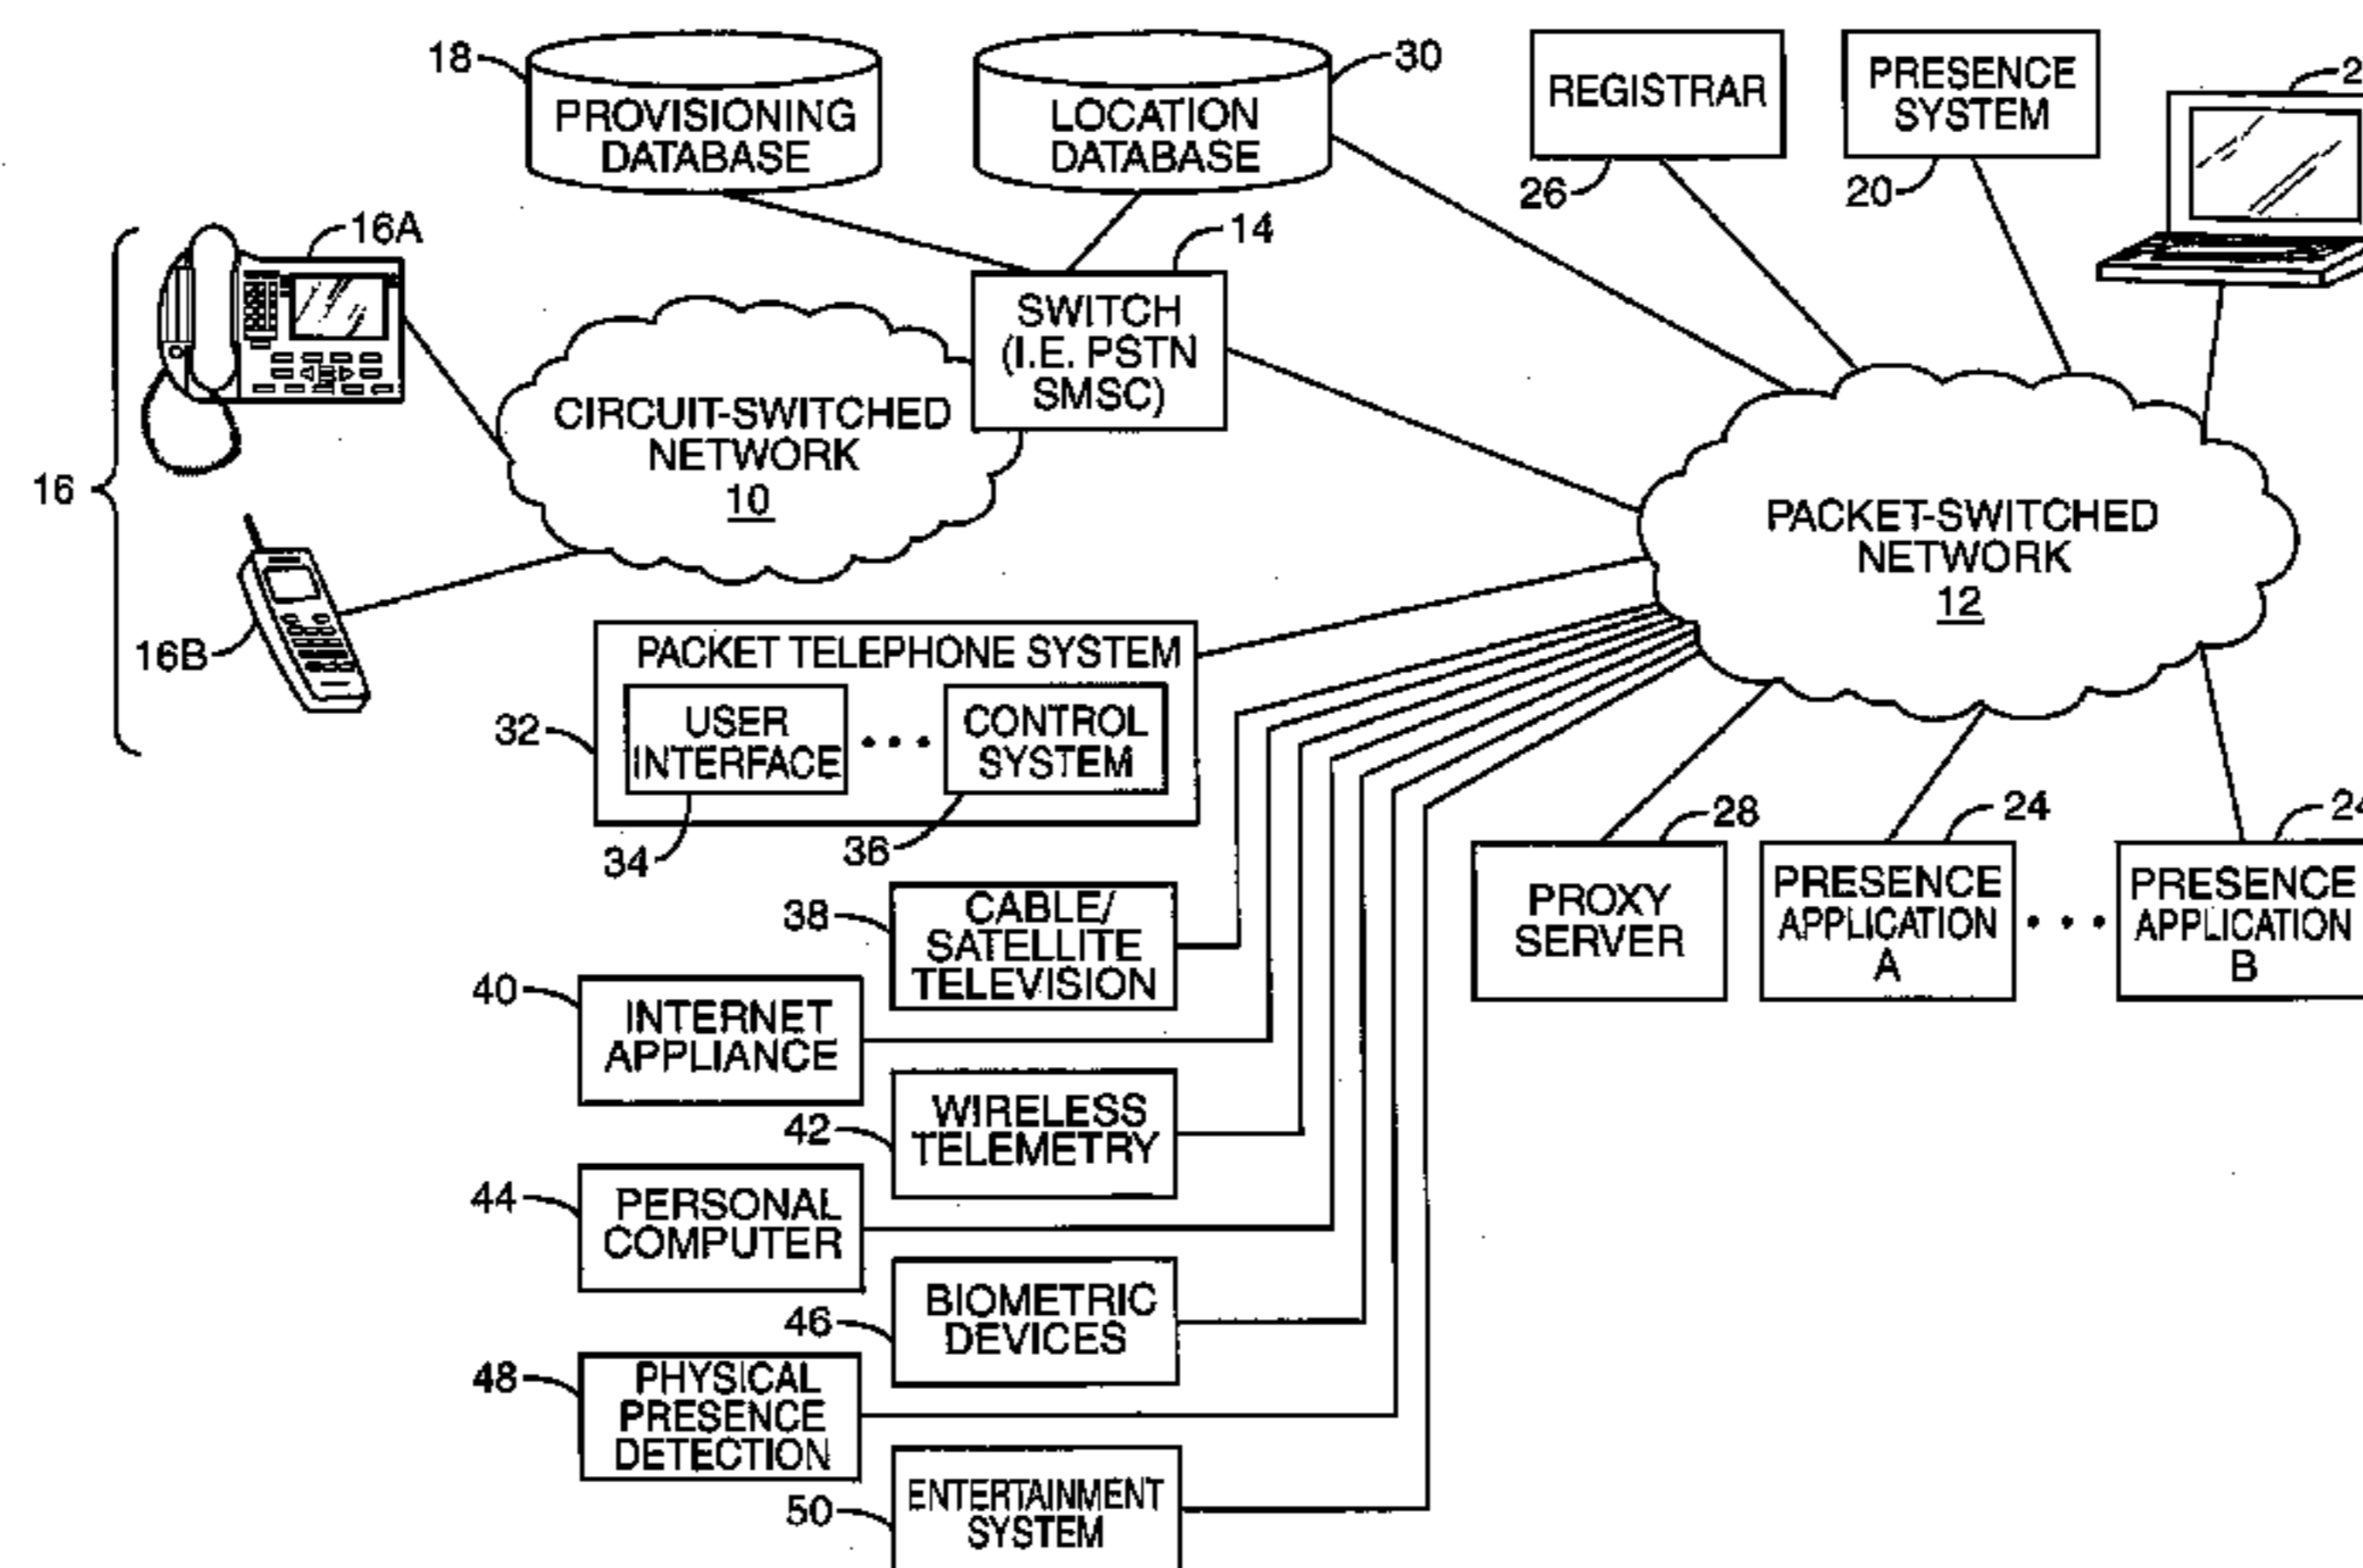 18
PROVISIONING
DATABASE
LOCATION
DATABASE
30
REGISTRAR
26
PRESENCE
SYSTEM
20
16
16A
16B
14
SWITCH
(I.E. PSTN
SMSC)
CIRCUIT-SWITCHED
NETWORK
10
PACKET-SWITCHED
NETWORK
12
PACKET TELEPHONE SYSTEM
32
USER
INTERFACE
34
CONTROL
SYSTEM
36
28
PROXY
SERVER
24
PRESENCE
APPLICATION
A
PRESENCE
APPLICATION
B
38
CABLE/
SATELLITE
TELEVISION
40
INTERNET
APPLIANCE
42
WIRELESS
TELEMETRY
44
PERSONAL
COMPUTER
46
BIOMETRIC
DEVICES
48
PHYSICAL
PRESENCE
DETECTION
50
ENTERTAINMENT
SYSTEM